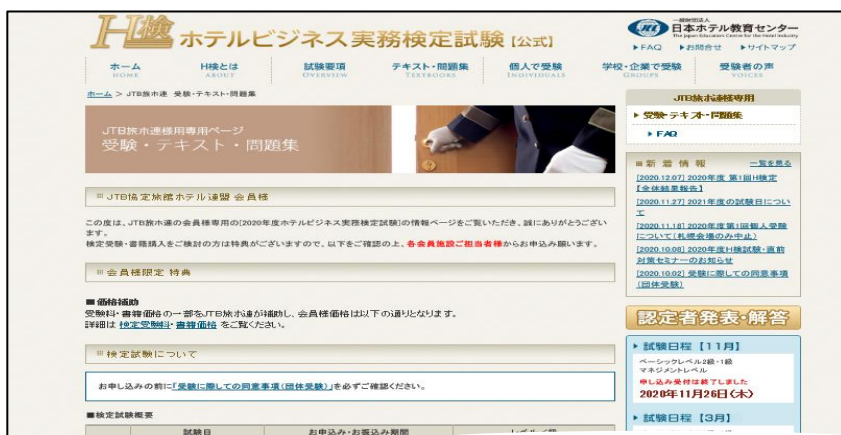 H検 ホテルビジネス実務検定試験【公式】
一般財団法人
日本ホテル教育センター
The Japan Education Center for the Hotel Industry
▶FAQ ▶お問合せ ▶サイトマップ
ホーム H検とは 試験要項 テキスト・問題集 個人で受験 学校・企業で受験 受験者の声
HOME ABOUT OVERVIEW TEXTBOOKS INDIVIDUALS GROUPS VOICES
ホーム > JTB旅ホ連 受験・テキスト・問題集
JTB旅ホ連様用専用ページ
受験・テキスト・問題集
JTB協定旅館ホテル連盟 会員様
この度は、JTB旅ホ連の会員様専用の[2020年度ホテルビジネス実務検定試験]の情報ページをご覧いただき、誠にありがとうござい
ます。
検定受験・書籍購入をご検討の方は特典がございますので、以下をご確認の上、各会員施設ご担当者様からお申込み願います。
会員様限定 特典
■価格補助
受験料・書籍価格の一部をJTB旅ホ連が補助し、会員様価格は以下の通りとなります。
詳細は 検定受験料・書籍価格 をご覧ください。
検定試験について
お申し込みの前に「受験に際しての同意事項(団体受験)」を必ずご確認ください。
■検定試験概要
試験日 お申込み・お振込み期間
JTB旅ホ連様専用
▶ 受験・テキスト・問題集
▶ FAQ
新着情報 一覧を見る
[2020.12.07] 2020年度 第1回H検定
【全体結果報告】
[2020.11.27] 2021年度の試験日につい
て
[2020.11.18] 2020年度第1回個人受験
について(札幌会場のみ中止)
[2020.10.08] 2020年度H検試験・直前
対策セミナーのお知らせ
[2020.10.02] 受験に際しての同意事項
(団体受験)
認定者発表・解答
▶ 試験日程【11月】
ベーシックレベル2級・1級
マネジメントレベル
申し込み受付は終了しました
2020年11月26日(木)
▶ 試験日程【3月】